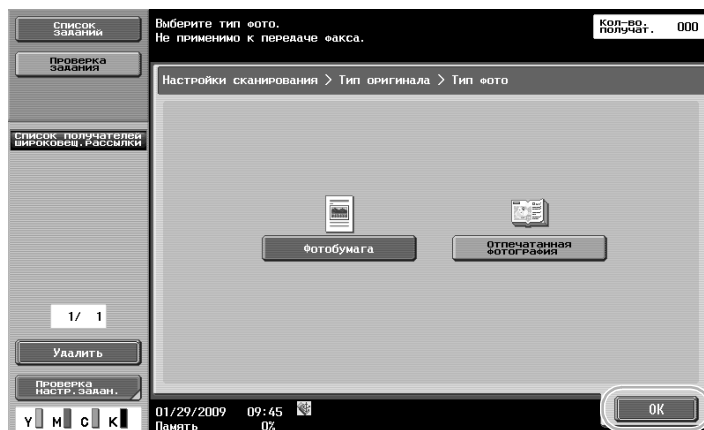 Список
заданий
Выберите тип фото.
Не применимо к передаче факса.
Кол-во.
получат.
000
Проверка
задания
Настройки сканирования > Тип оригинала > Тип фото
Список получателей
широковещ.рассылки
Фотобумага
Отпечатанная
фотография
1/ 1
Удалить
Проверка
настр.задан.
01/29/2009 09:45
Память 0%
OK
Y M C K